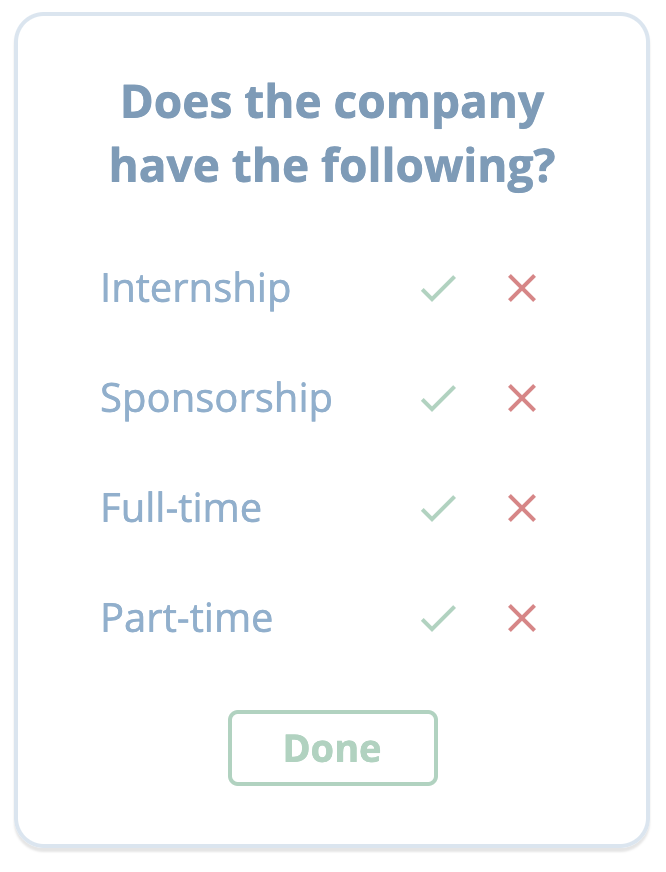 Does the company
have the following?
Internship
Sponsorship
Full-time
Part-time
Done